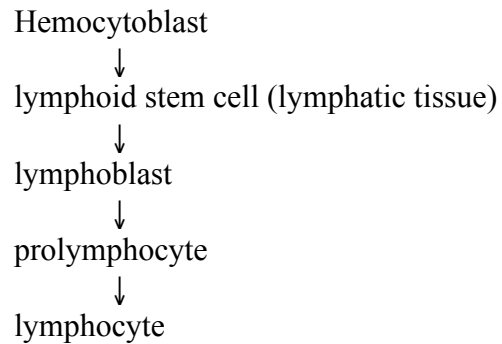 Hemocytoblast
↓
lymphoid stem cell (lymphatic tissue)
↓
lymphoblast
↓
prolymphocyte
↓
lymphocyte